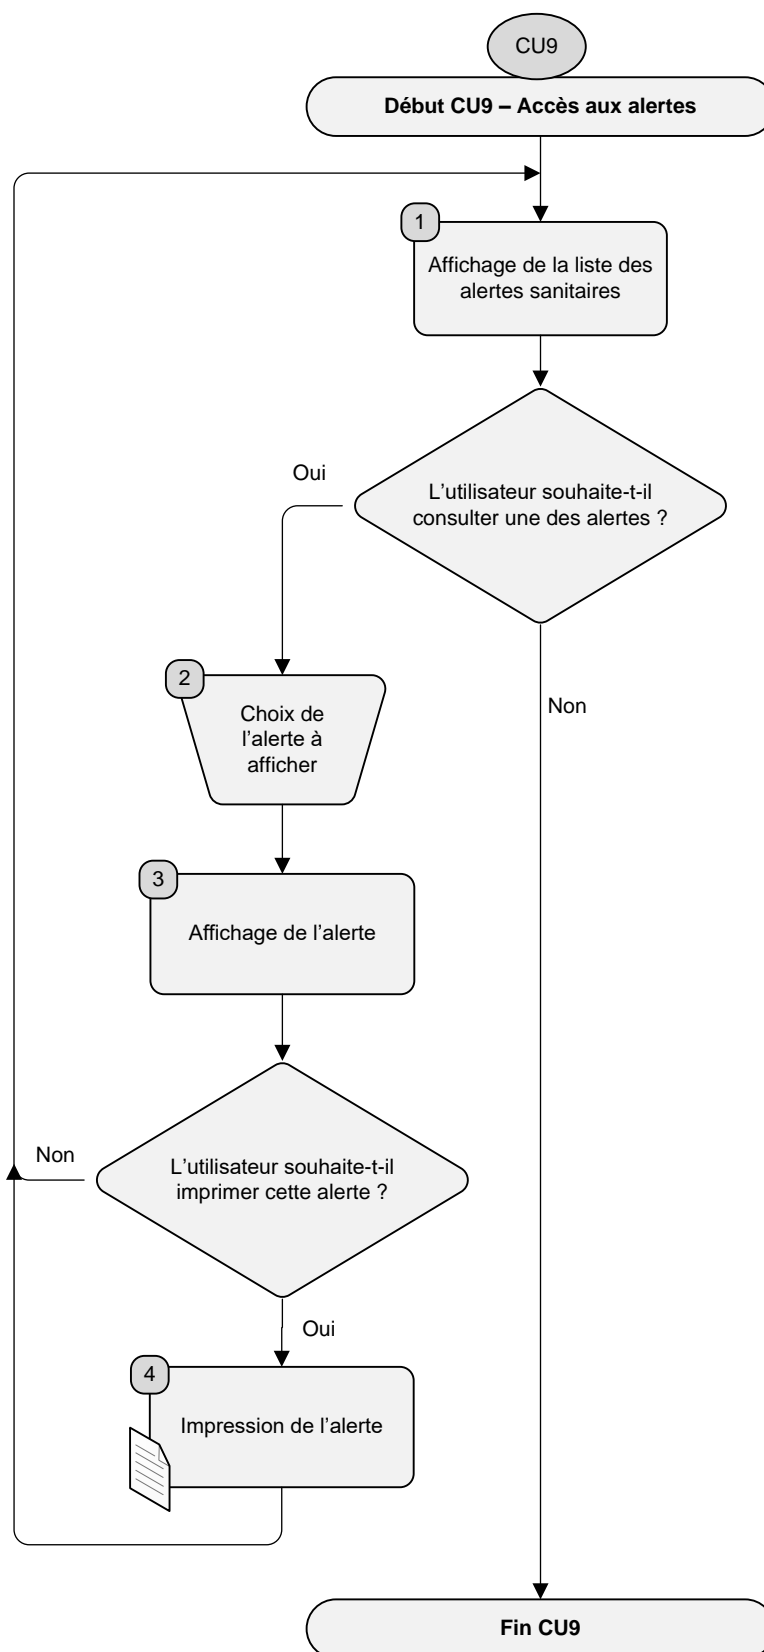 CU9
Début CU9 – Accès aux alertes
1
Affichage de la liste des
alertes sanitaires
L’utilisateur souhaite-t-il
consulter une des alertes ?
Oui
Non
2
Choix de
l’alerte à
afficher
3
Affichage de l’alerte
L’utilisateur souhaite-t-il
imprimer cette alerte ?
Non
Oui
4
Impression de l’alerte
Fin CU9